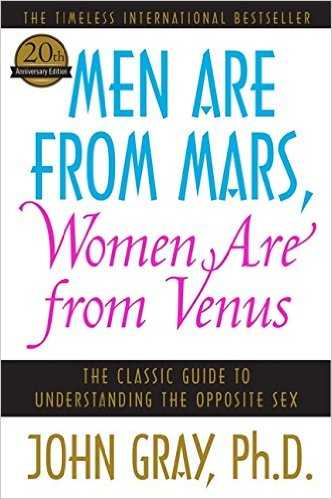 THE TIMELESS INTERNATIONAL BESTSELLER
20th
Anniversary Edition
MEN ARE
FROM MARS,
Women Are
from Venus
THE CLASSIC GUIDE TO
UNDERSTANDING THE OPPOSITE SEX
JOHN GRAY, Ph.D.